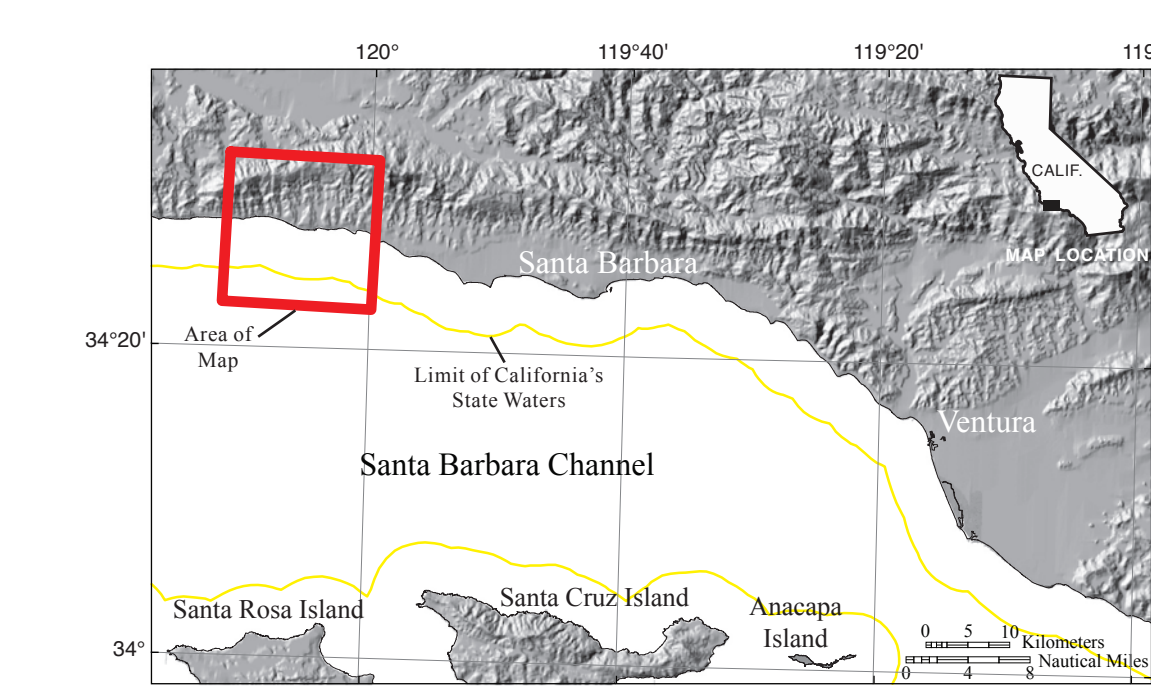 120°
119°40'
119°20'
119
CALIF.
MAP LOCATION
Santa Barbara
34°20'
Area of
Map
Limit of California’s
State Waters
Ventura
Santa Barbara Channel
Santa Rosa Island
Santa Cruz Island
Anacapa
Island
34°
0 5 10 Kilometers
Nautical Miles
0 4 8